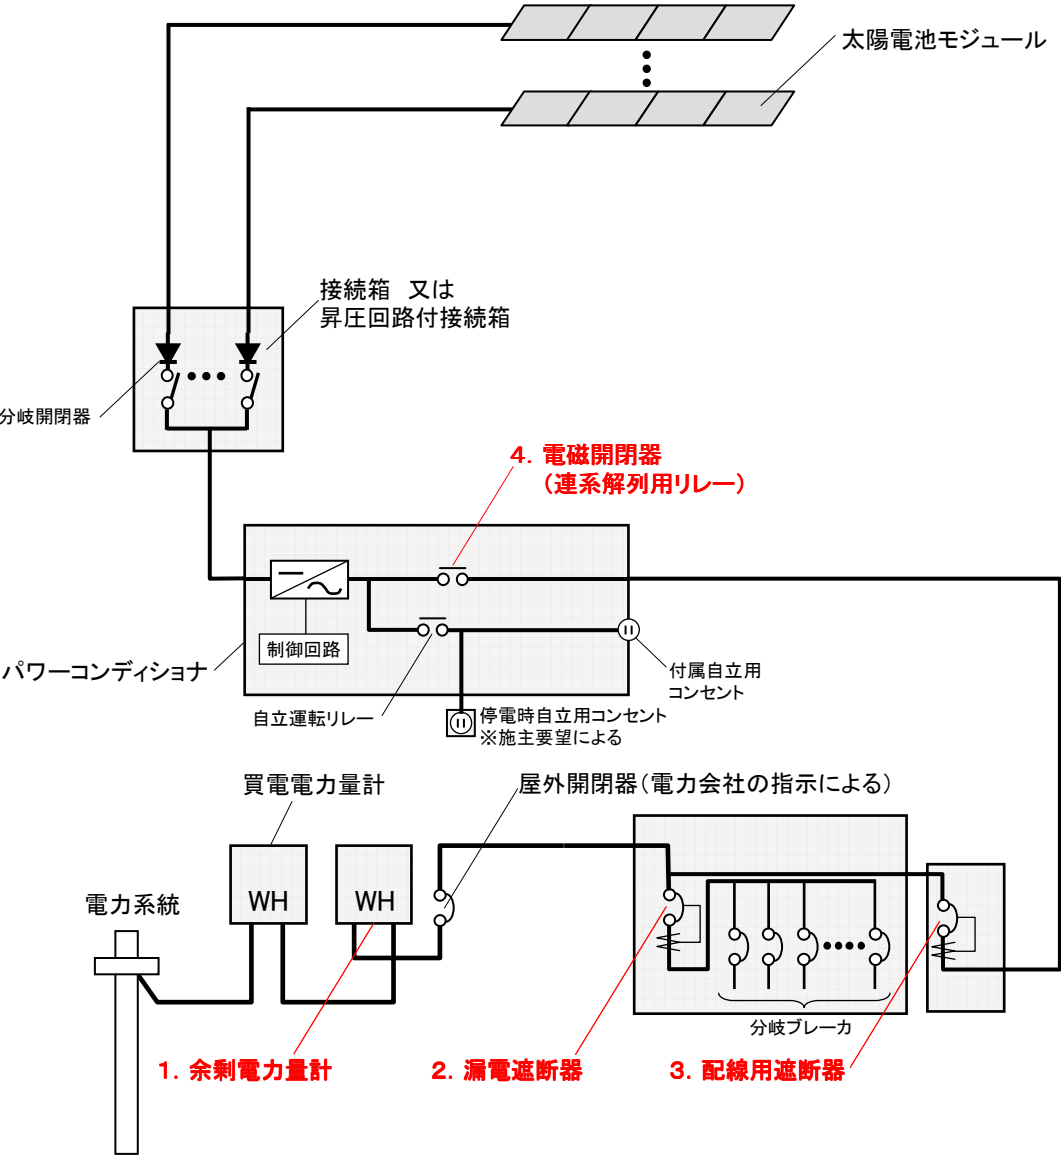 太陽電池モジュール
接続箱　又は
昇圧回路付接続箱
分岐開閉器
4．電磁開閉器
（連系解列用リレー）
制御回路
パワーコンディショナ
付属自立用
コンセント
自立運転リレー
停電時自立用コンセント
※施主要望による
買電電力量計
屋外開閉器（電力会社の指示による）
WH
WH
電力系統
分岐ブレーカ
1．余剰電力量計
2．漏電遮断器
3．配線用遮断器